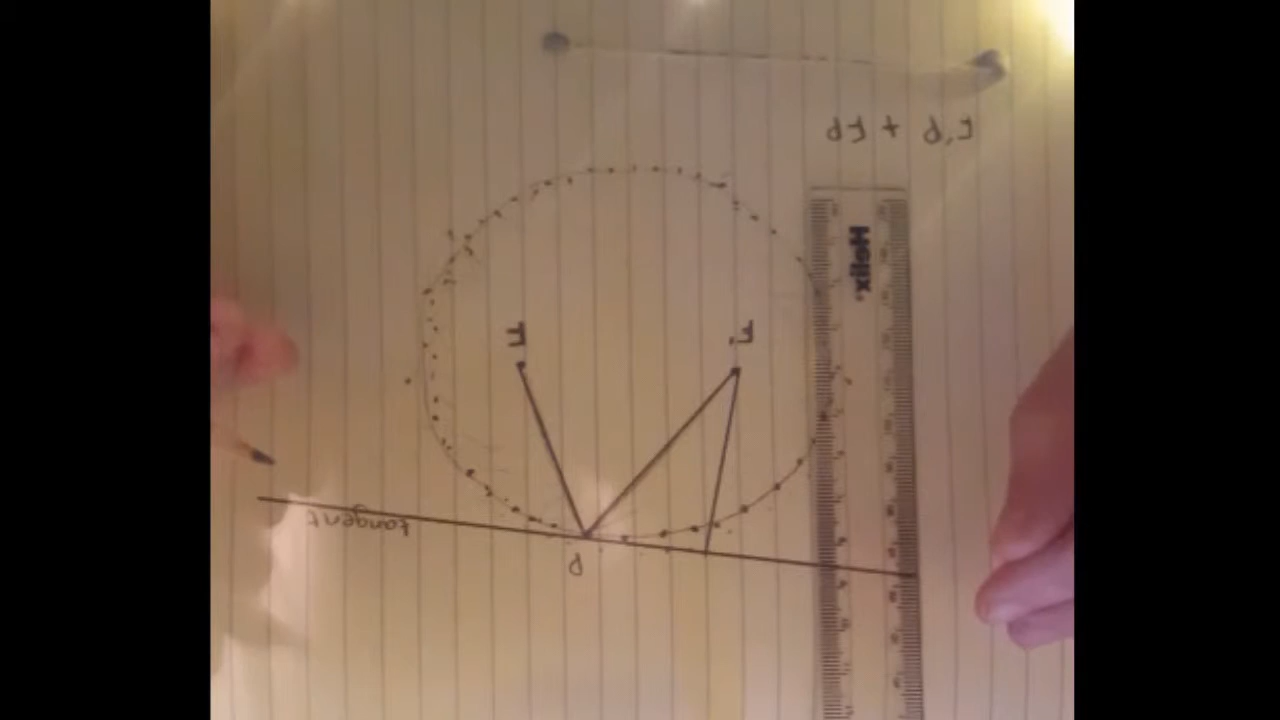 F'P + FP
Helix
F
F'
tangent
P